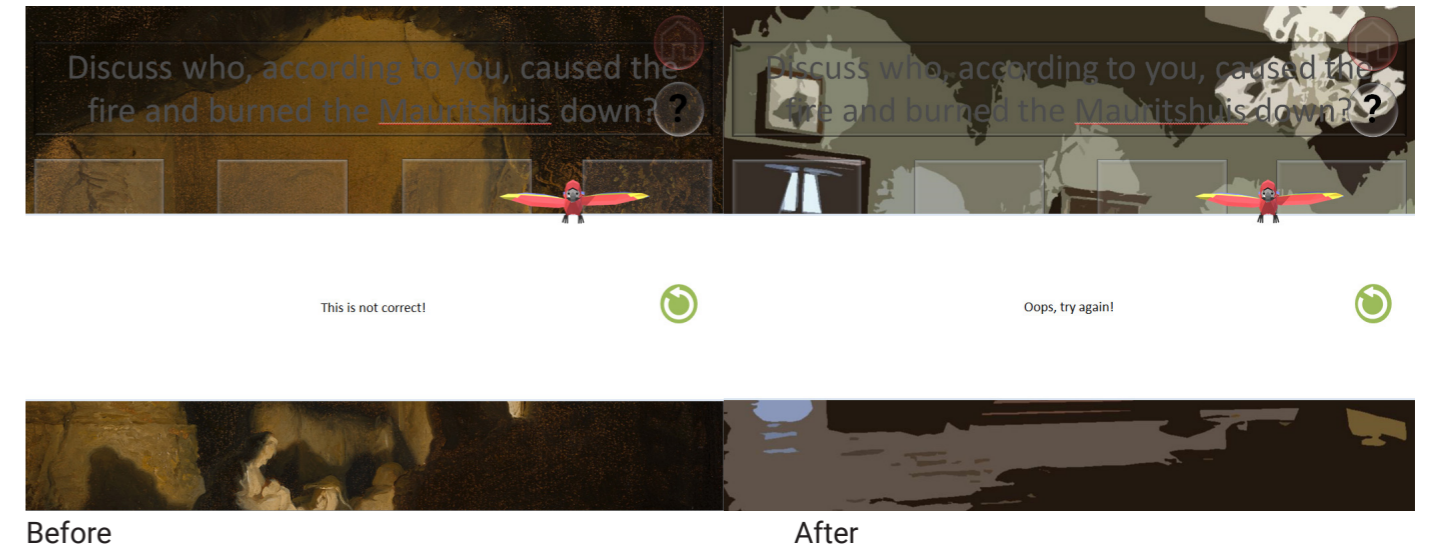 Discuss who, according to you, caused the
fire and burned the Mauritshuis down?
?
This is not correct!
Before
Discuss who, according to you, caused the
fire and burned the Mauritshuis down?
?
Oops, try again!
After